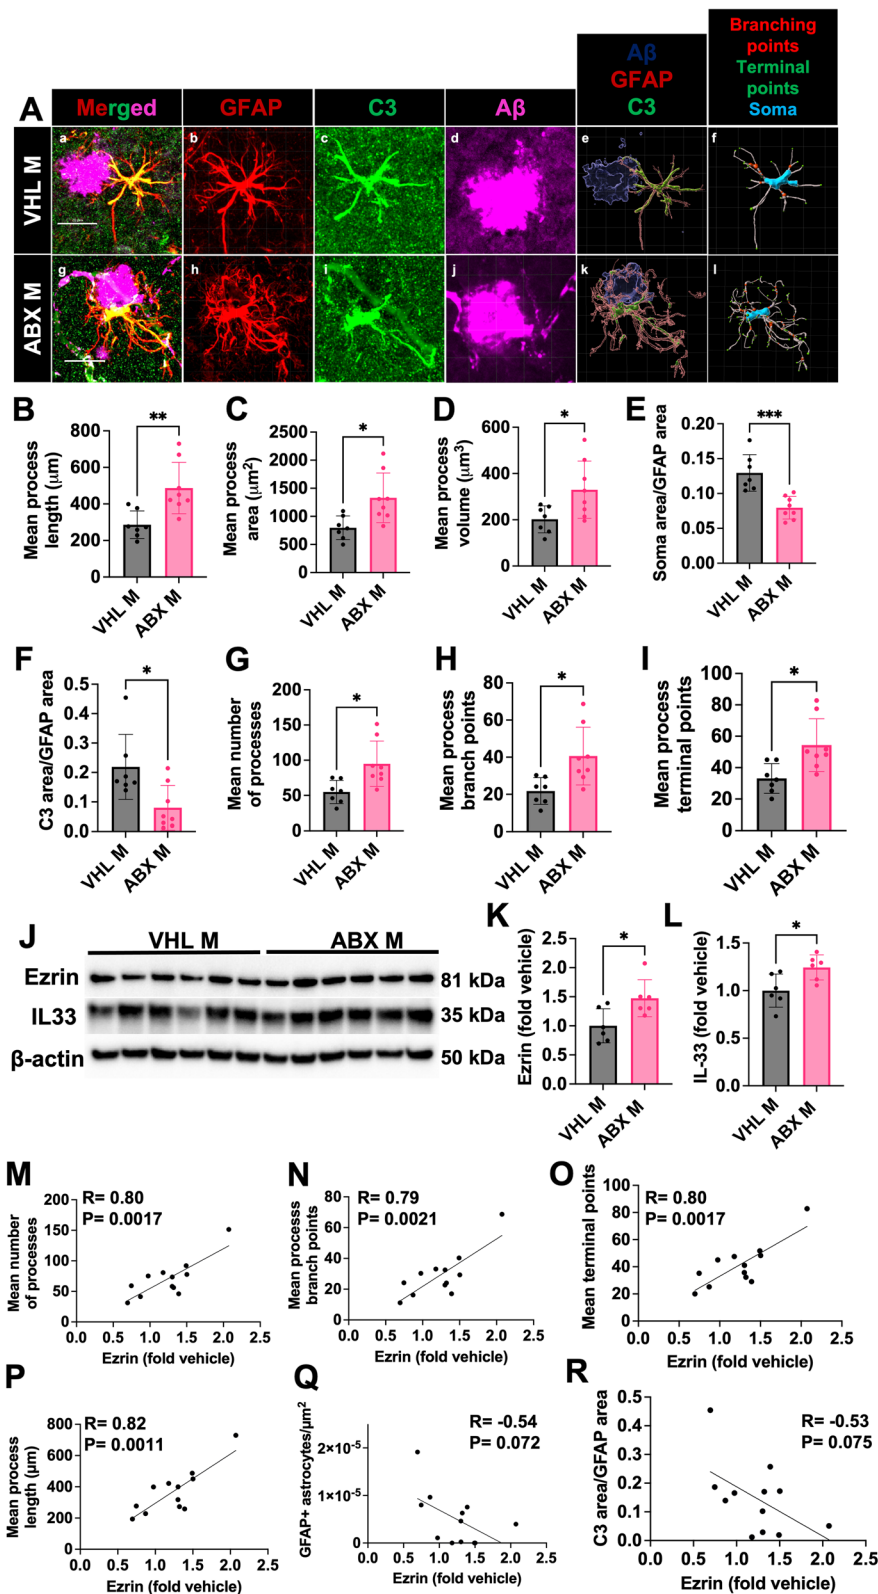 A
Merged
GFAP
C3
Aβ
Aβ
GFAP
C3
Branching
points
Terminal
points
Soma
VHL M
a
b
c
d
e
f
ABX M
g
h
i
j
k
l
B
Mean process
length (μm)
800
600
400
200
0
**
VHL M
ABX M
C
Mean process
area (μm²)
2500
2000
1500
1000
500
0
*
VHL M
ABX M
D
Mean process
volume (μm³)
600
400
200
0
*
VHL M
ABX M
E
Soma area/GFAP area
0.20
0.15
0.10
0.05
0.00
***
VHL M
ABX M
F
C3 area/GFAP area
0.5
0.4
0.3
0.2
0.1
0.0
*
VHL M
ABX M
G
Mean number
of processes
150
100
50
0
*
VHL M
ABX M
H
Mean process
branch points
80
60
40
20
0
*
VHL M
ABX M
I
Mean process
terminal points
100
80
60
40
20
0
*
VHL M
ABX M
J
VHL M
ABX M
Ezrin
81 kDa
IL33
35 kDa
β-actin
50 kDa
K
Ezrin (fold vehicle)
2.5
2.0
1.5
1.0
0.5
0.0
*
VHL M
ABX M
L
IL-33 (fold vehicle)
1.5
1.0
0.5
0.0
*
VHL M
ABX M
M
R= 0.80
P= 0.0017
Mean number
of processes
200
150
100
50
0
0.0 0.5 1.0 1.5 2.0 2.5
Ezrin (fold vehicle)
N
R= 0.79
P= 0.0021
Mean processs
branch points
80
60
40
20
0
0.0 0.5 1.0 1.5 2.0 2.5
Ezrin (fold vehicle)
O
R= 0.80
P= 0.0017
Mean terminal points
100
80
60
40
20
0
0.0 0.5 1.0 1.5 2.0 2.5
Ezrin (fold vehicle)
P
R= 0.82
P= 0.0011
Mean process
length (μm)
800
600
400
200
0
0.0 0.5 1.0 1.5 2.0 2.5
Ezrin (fold vehicle)
Q
R= -0.54
P= 0.072
GFAP+ astrocytes/μm²
2×10⁻⁵
1×10⁻⁵
0
0.0 0.5 1.0 1.5 2.0 2.5
Ezrin (fold vehicle)
R
R= -0.53
P= 0.075
C3 area/GFAP area
0.5
0.4
0.3
0.2
0.1
0.0
0.0 0.5 1.0 1.5 2.0 2.5
Ezrin (fold vehicle)